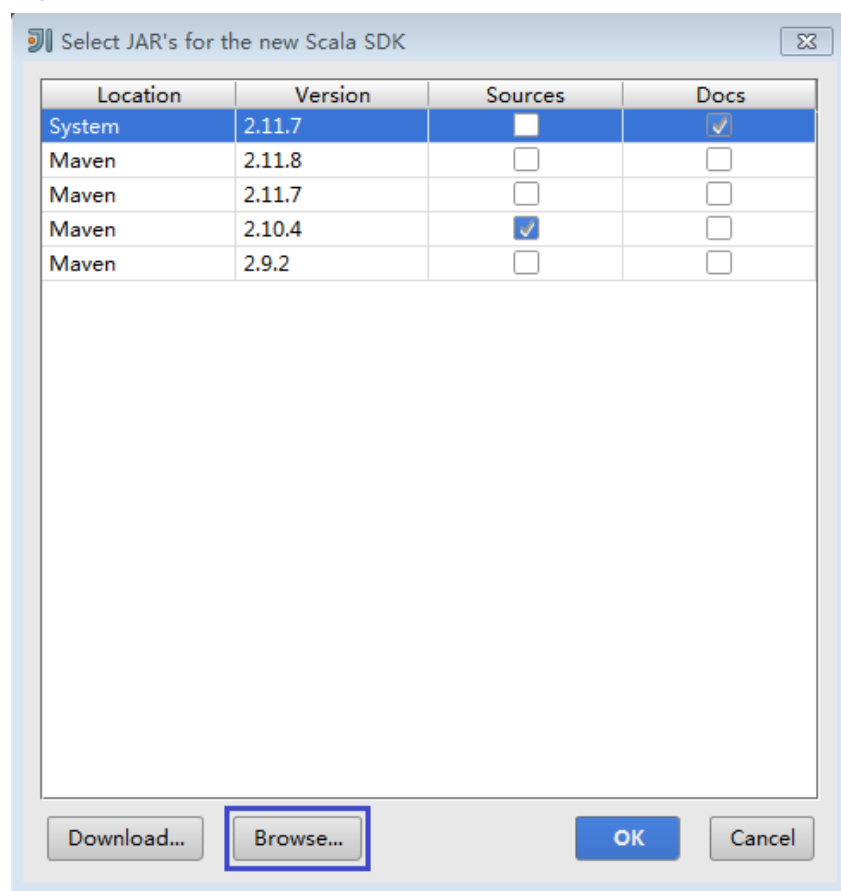 Select JAR's for the new Scala SDK
Location Version Sources Docs
System 2.11.7
Maven 2.11.8
Maven 2.11.7
Maven 2.10.4
Maven 2.9.2
Download... Browse... OK Cancel